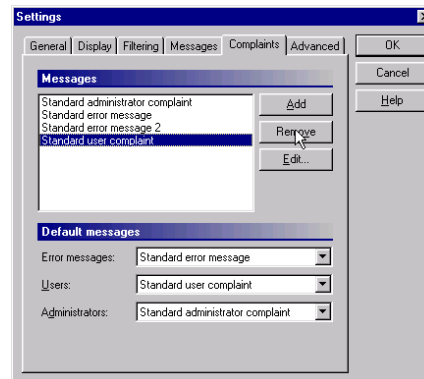 Settings
General Display Filtering Messages Complaints Advanced
OK
Cancel
Help
Messages
Standard administrator complaint
Standard error message
Standard error message 2
Standard user complaint
Add
Remove
Edit...
Default messages
Error messages: Standard error message
Users: Standard user complaint
Administrators: Standard administrator complaint